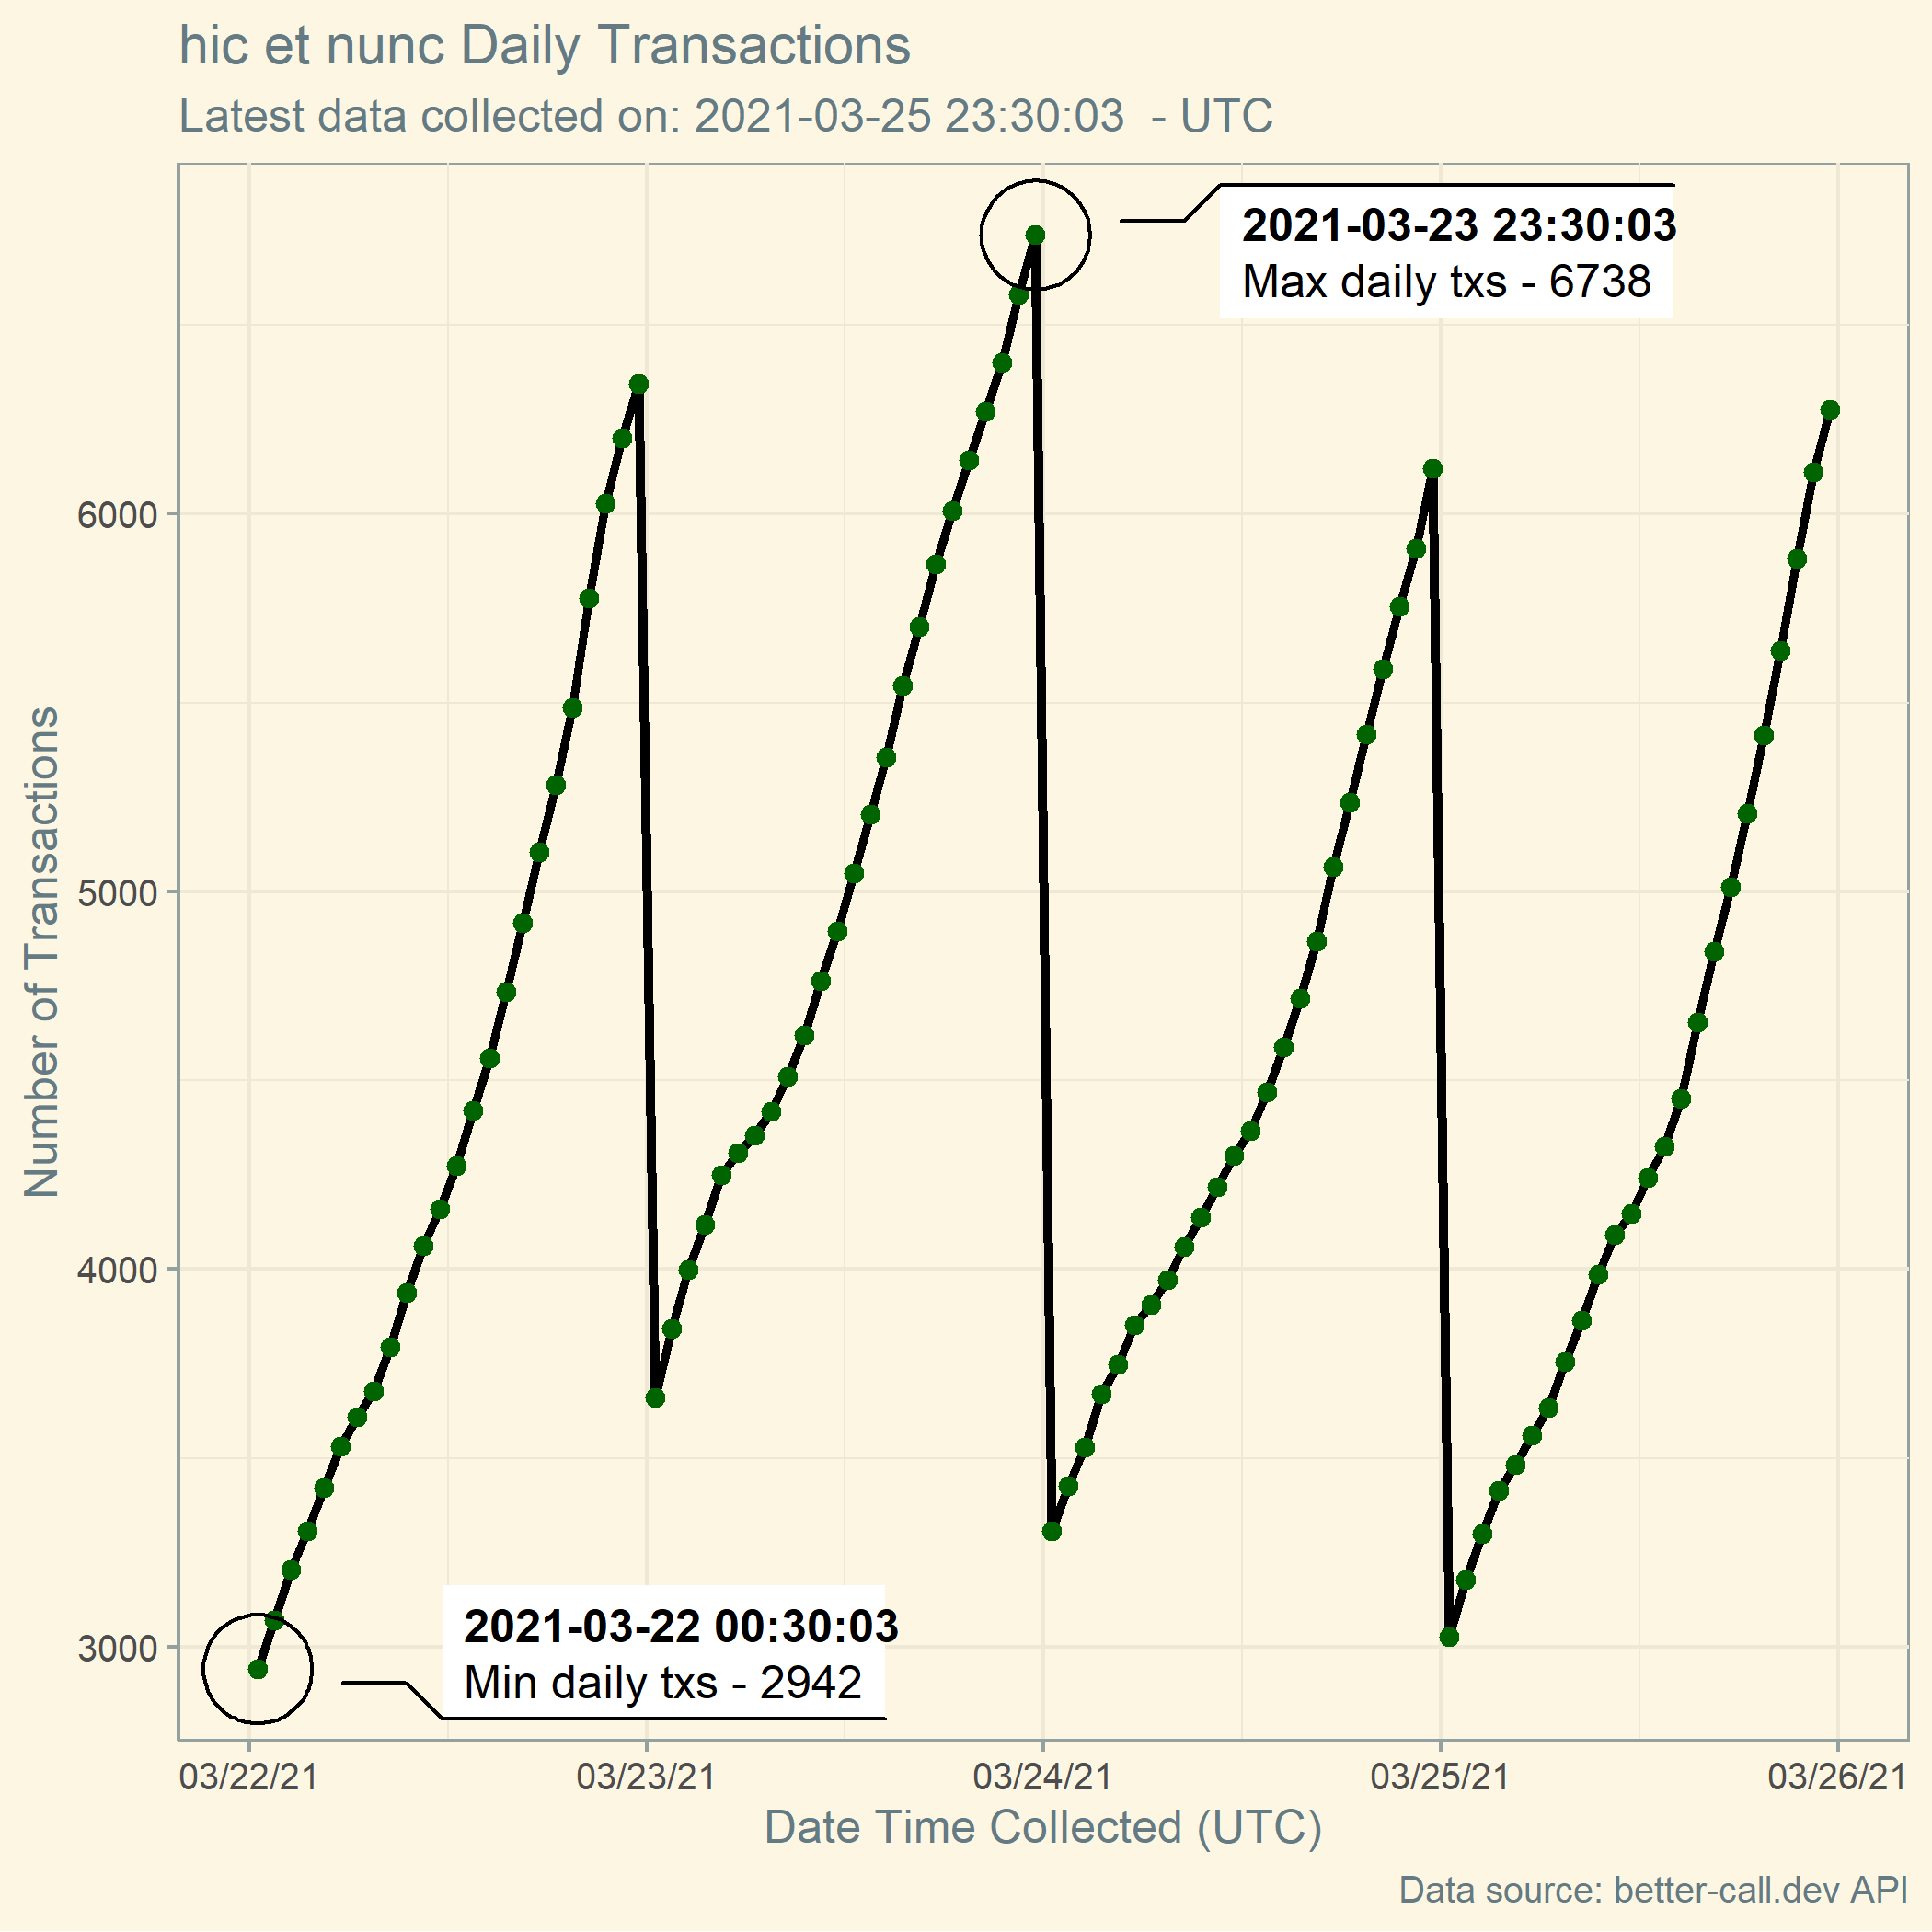 hic et nunc Daily Transactions
Latest data collected on: 2021-03-25 23:30:03  - UTC
2021-03-23 23:30:03
Max daily txs - 6738
Number of Transactions
6000
5000
4000
3000
2021-03-22 00:30:03
Min daily txs - 2942
03/22/21 03/23/21 03/24/21 03/25/21 03/26/21
Date Time Collected (UTC)
Data source: better-call.dev API